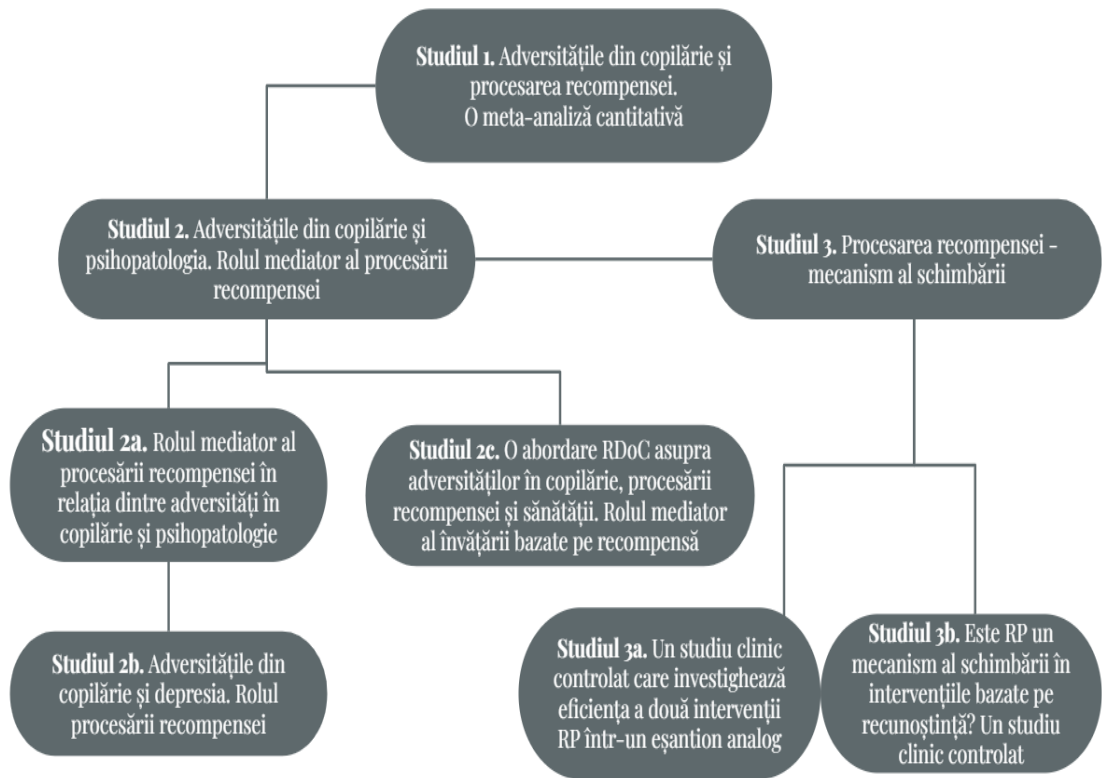 Studiul 1. Adversitățile din copilărie și
procesarea recompensei.
O meta-analiză cantitativă
Studiul 2. Adversitățile din copilărie și
psihopatologia. Rolul mediator al procesării
recompensei
Studiul 3. Procesarea recompensei -
mecanism al schimbării
Studiul 2a. Rolul mediator al
procesării recompensei în
relația dintre adversități în
copilărie și psihopatologie
Studiul 2c. O abordare RDoC asupra
adversităților în copilărie, procesării
recompensei și sănătății. Rolul mediator
al învățării bazate pe recompensă
Studiul 2b. Adversitățile din
copilărie și depresia. Rolul
procesării recompensei
Studiul 3a. Un studiu clinic
controlat care investighează
eficiența a două intervenții
RP într-un eșantion analog
Studiul 3b. Este RP un
mecanism al schimbării în
intervențiile bazate pe
recunoștință? Un studiu
clinic controlat